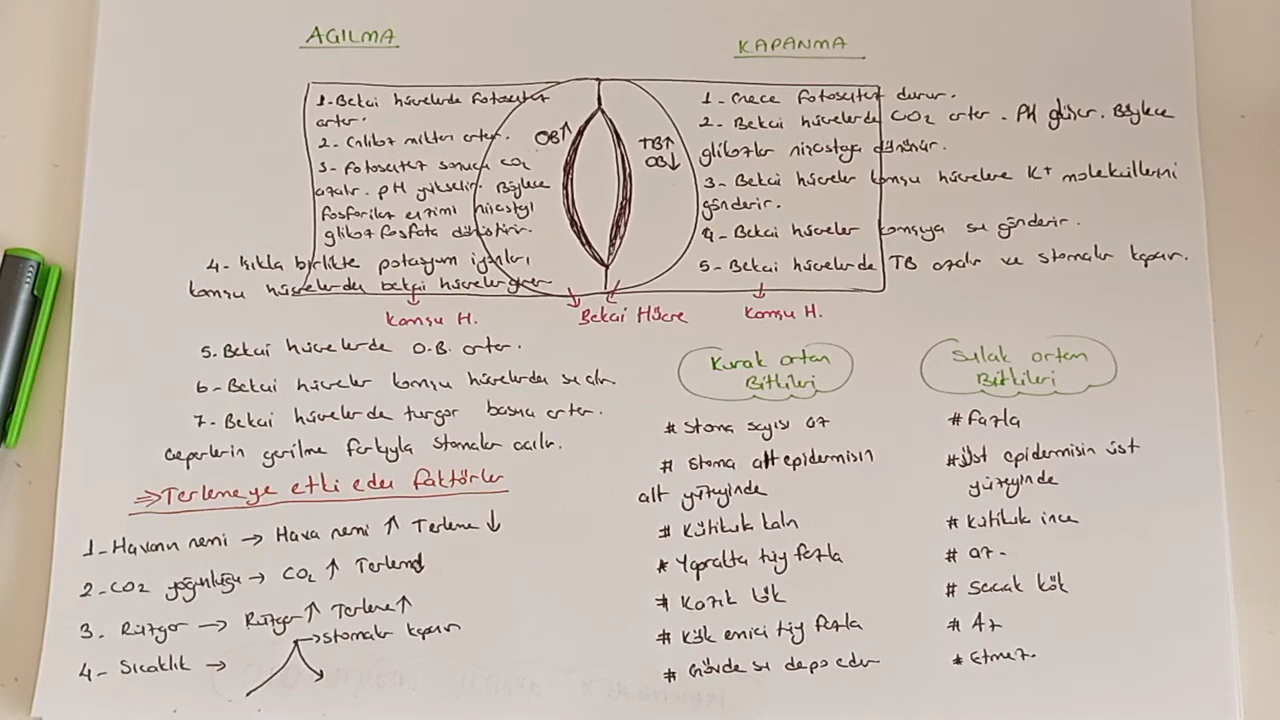 AÇILMA
1-Bekçi hücrelerde fotosentez
artar.
2- Glikoz miktarı artar.
3- Fotosentez sonucu CO2
azalır. pH yükselir. Böylece
fosforilaz enzimi nişastayı
glikoz fosfata dönüştürür.
4- Işıkla birlikte potasyum iyonları
komşu hücrelerden bekçi hücrelere girer
OB↑
TB↑
OB↓
Komşu H.
Bekçi Hücre
Komşu H.
5-Bekçi hücrelerde O.B. artar.
6-Bekçi hücreler komşu hücrelerden su alır.
7-Bekçi hücrelerde turgor basıncı artar.
Çeperlerin gerilme farkıyla stomalar açılır.
KAPANMA
1- Gece fotosentez durur.
2- Bekçi hücrelerde CO2 artar. PH düşer. Böylece
glikozlar nişastaya dönüşür.
3- Bekçi hücreler komşu hücrelere K+ moleküllerini
gönderir.
4- Bekçi hücreler komşuya su gönderir.
5- Bekçi hücrelerde TB azalır ve stomalar kapanır.
⇒Terlemeye etki eden faktörler
1-Havanın nemi → Hava nemi ↑ Terleme ↓
2-CO2 yoğunluğu → CO2 ↑ Terleme↓
3- Rüzgar → Rüzgar↑ Terleme↑
4- Sıcaklık → →stomalar kapanır
Kurak ortam
Bitkileri
# Stoma sayısı az
# Stoma alt epidermisin
alt yüzeyinde
# Kütikula kalın
# Yaprakta tüy fazla
# Kazık kök
# Kök emici tüy fazla
# Gövde su depo eder
Sulak ortam
Bitkileri
# Fazla
# Üst epidermisin üst
yüzeyinde
# Kütikula ince
# az.
# Saçak kök
# Az
# Etmez.